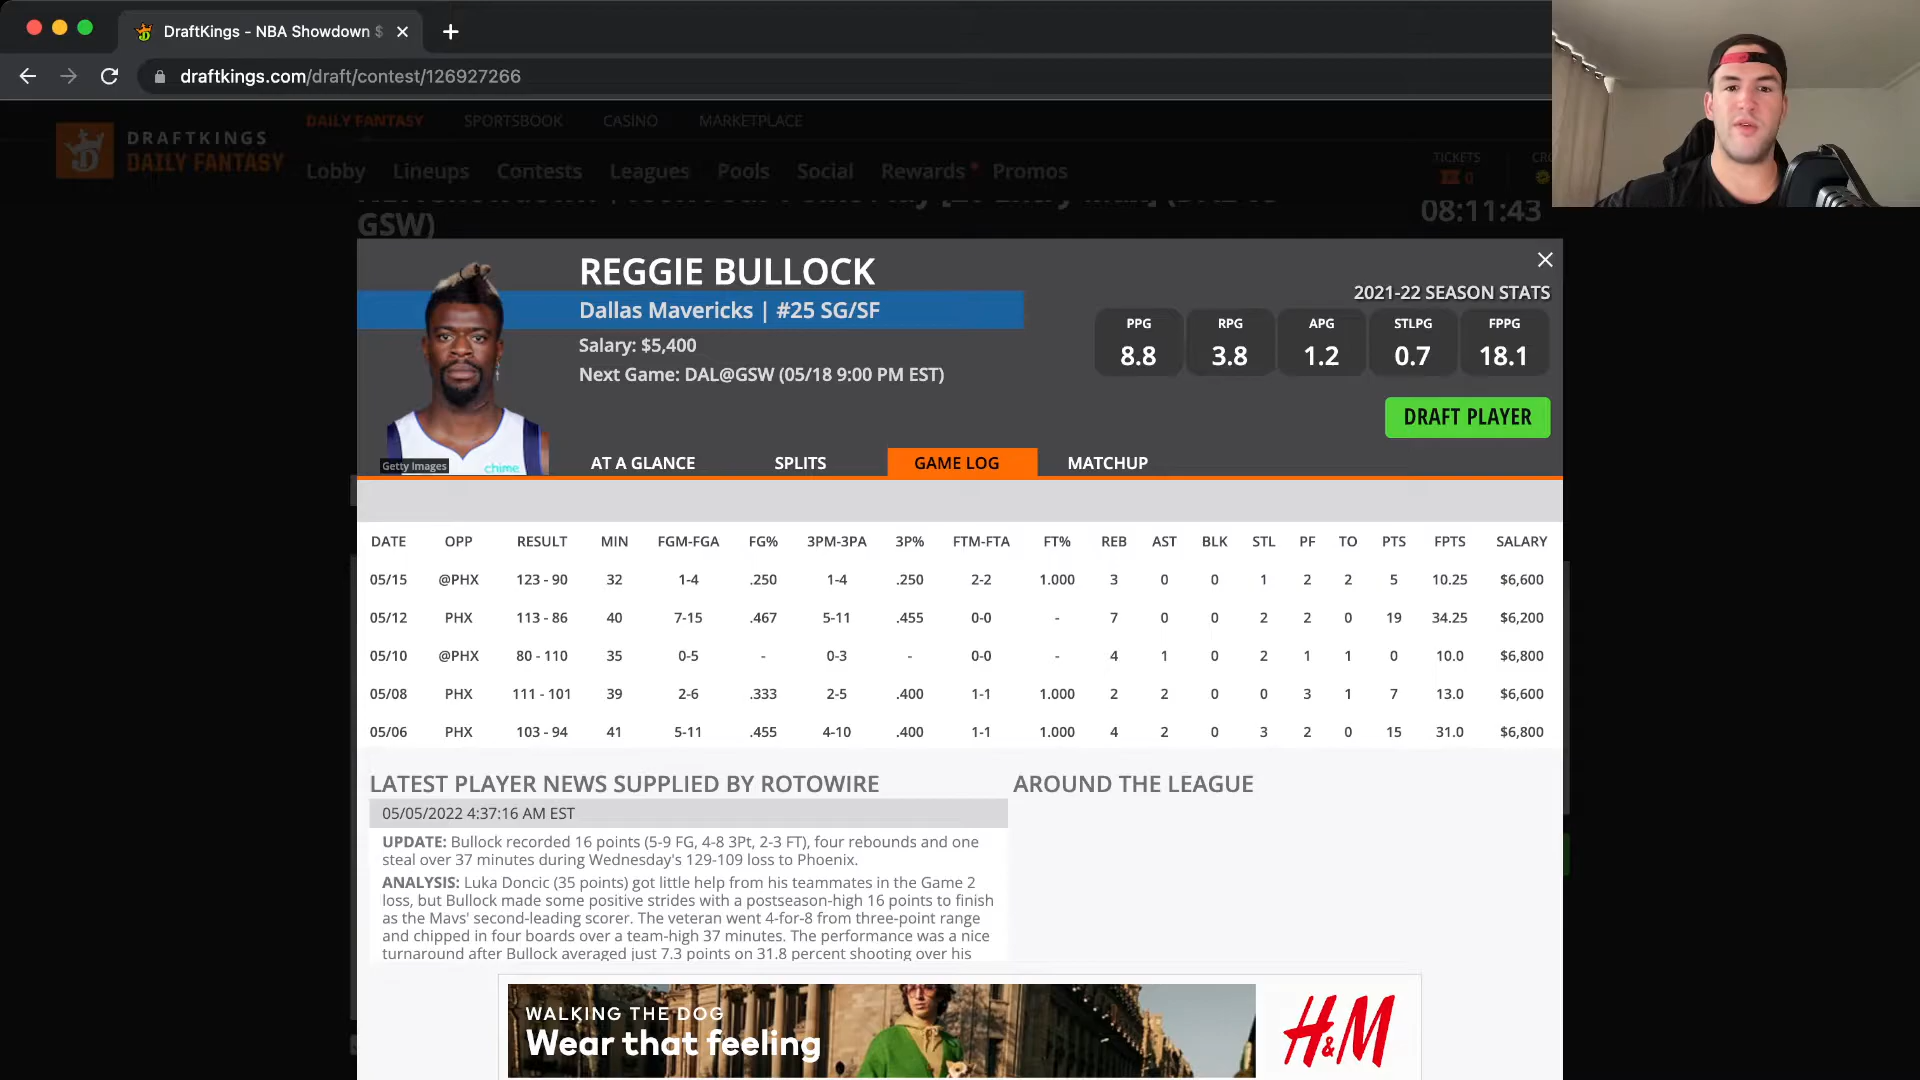 DraftKings - NBA Showdown $
draftkings.com/draft/contest/126927266
DRAFTKINGS
DAILY FANTASY
DAILY FANTASY SPORTSBOOK CASINO MARKETPLACE
Lobby Lineups Contests Leagues Pools Social Rewards Promos
TICKETS
0
GSW)
08:11:43
REGGIE BULLOCK
Dallas Mavericks | #25 SG/SF
Salary: $5,400
Next Game: DAL@GSW (05/18 9:00 PM EST)
2021-22 SEASON STATS
PPG RPG APG STLPG FPPG
8.8 3.8 1.2 0.7 18.1
DRAFT PLAYER
Getty Images
chime
AT A GLANCE SPLITS GAME LOG MATCHUP
DATE OPP RESULT MIN FGM-FGA FG% 3PM-3PA 3P% FTM-FTA FT% REB AST BLK STL PF TO PTS FPTS SALARY
05/15 @PHX 123 - 90 32 1-4 .250 1-4 .250 2-2 1.000 3 0 0 1 2 2 5 10.25 $6,600
05/12 PHX 113 - 86 40 7-15 .467 5-11 .455 0-0 - 7 0 0 2 2 0 19 34.25 $6,200
05/10 @PHX 80 - 110 35 0-5 - 0-3 - 0-0 - 4 1 0 2 1 1 0 10.0 $6,800
05/08 PHX 111 - 101 39 2-6 .333 2-5 .400 1-1 1.000 2 2 0 0 3 1 7 13.0 $6,600
05/06 PHX 103 - 94 41 5-11 .455 4-10 .400 1-1 1.000 4 2 0 3 2 0 15 31.0 $6,800
LATEST PLAYER NEWS SUPPLIED BY ROTOWIRE
AROUND THE LEAGUE
05/05/2022 4:37:16 AM EST
UPDATE: Bullock recorded 16 points (5-9 FG, 4-8 3Pt, 2-3 FT), four rebounds and one
steal over 37 minutes during Wednesday's 129-109 loss to Phoenix.
ANALYSIS: Luka Doncic (35 points) got little help from his teammates in the Game 2
loss, but Bullock made some positive strides with a postseason-high 16 points to finish
as the Mavs' second-leading scorer. The veteran went 4-for-8 from three-point range
and chipped in four boards over a team-high 37 minutes. The performance was a nice
turnaround after Bullock averaged just 7.3 points on 31.8 percent shooting over his
WALKING THE DOG
Wear that feeling
H&M